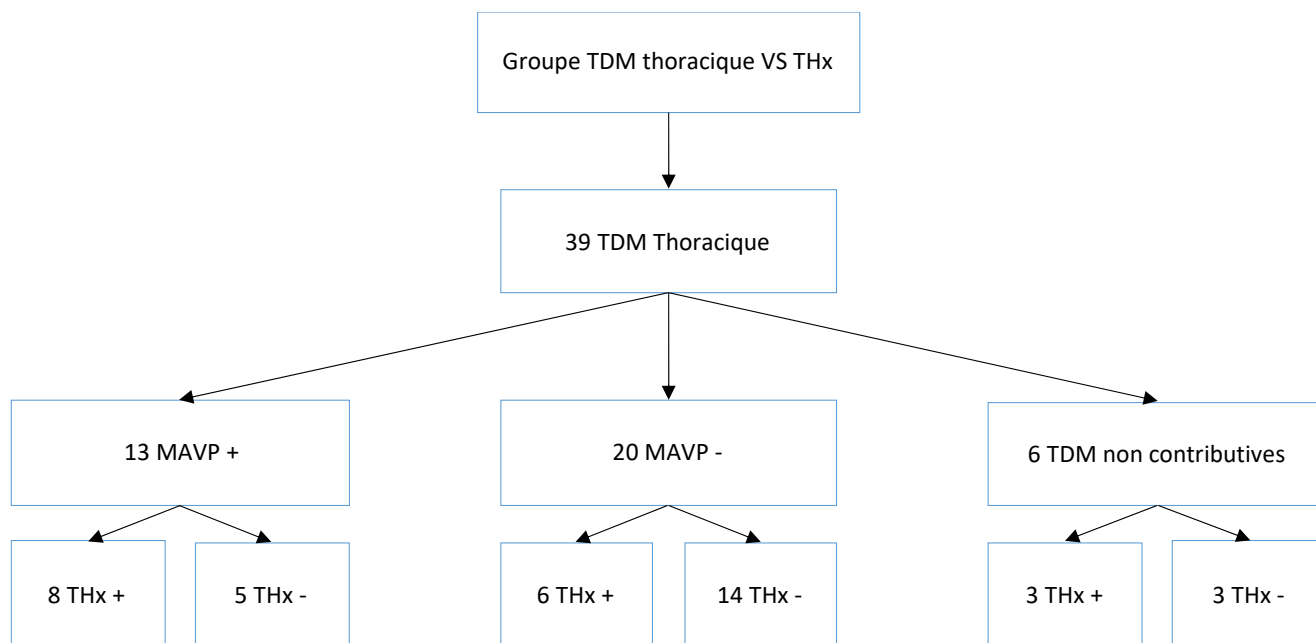 Groupe TDM thoracique VS THx
39 TDM Thoracique
13 MAVP +
20 MAVP -
6 TDM non contributives
8 THx +
5 THx -
6 THx +
14 THx -
3 THx +
3 THx -